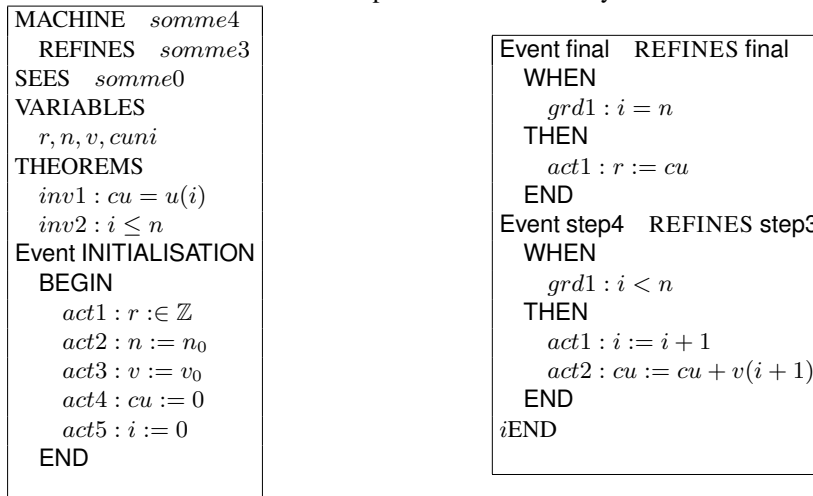 MACHINE somme4
REFINES somme3
SEES somme0
VARIABLES
r, n, v, cuni
THEOREMS
inv1 : cu = u(i)
inv2 : i ≤ n
Event INITIALISATION
BEGIN
act1 : r :∈ ℤ
act2 : n := n₀
act3 : v := v₀
act4 : cu := 0
act5 : i := 0
END
Event final REFINES final
WHEN
grd1 : i = n
THEN
act1 : r := cu
END
Event step4 REFINES step3
WHEN
grd1 : i < n
THEN
act1 : i := i + 1
act2 : cu := cu + v(i + 1)
END
iEND